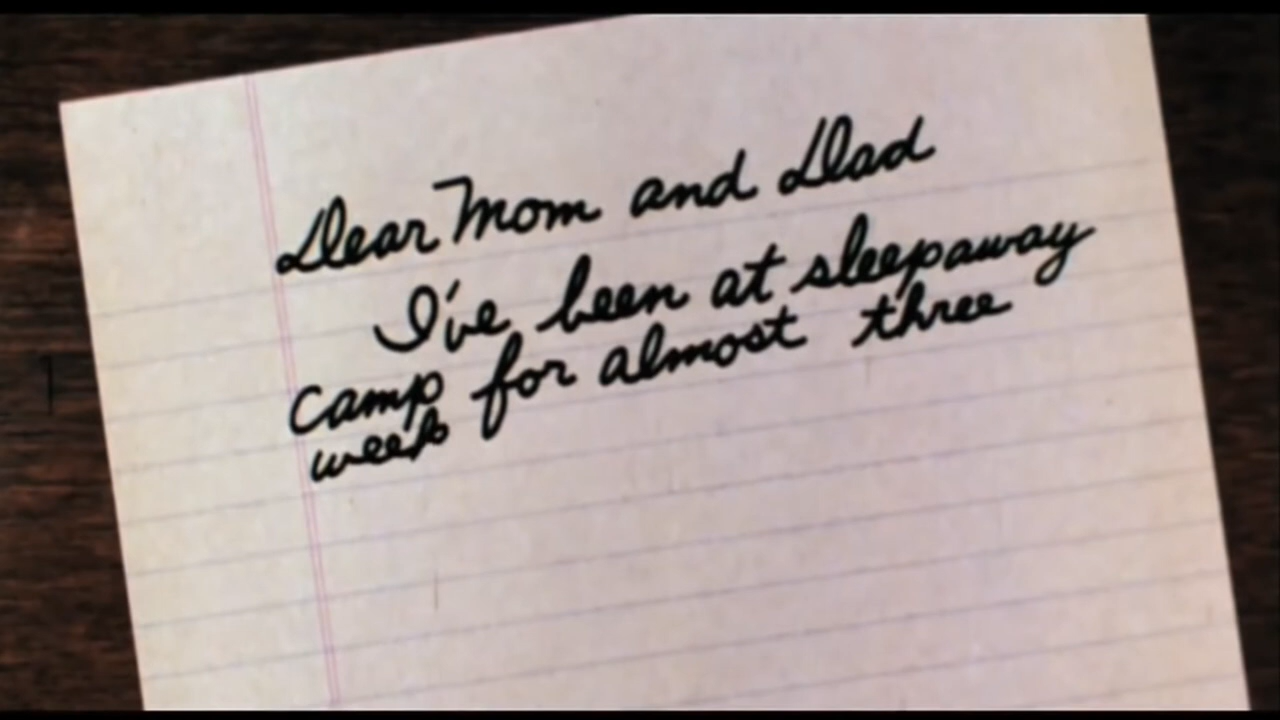 Dear Mom and Dad
I've been at sleepaway
camp for almost three
week